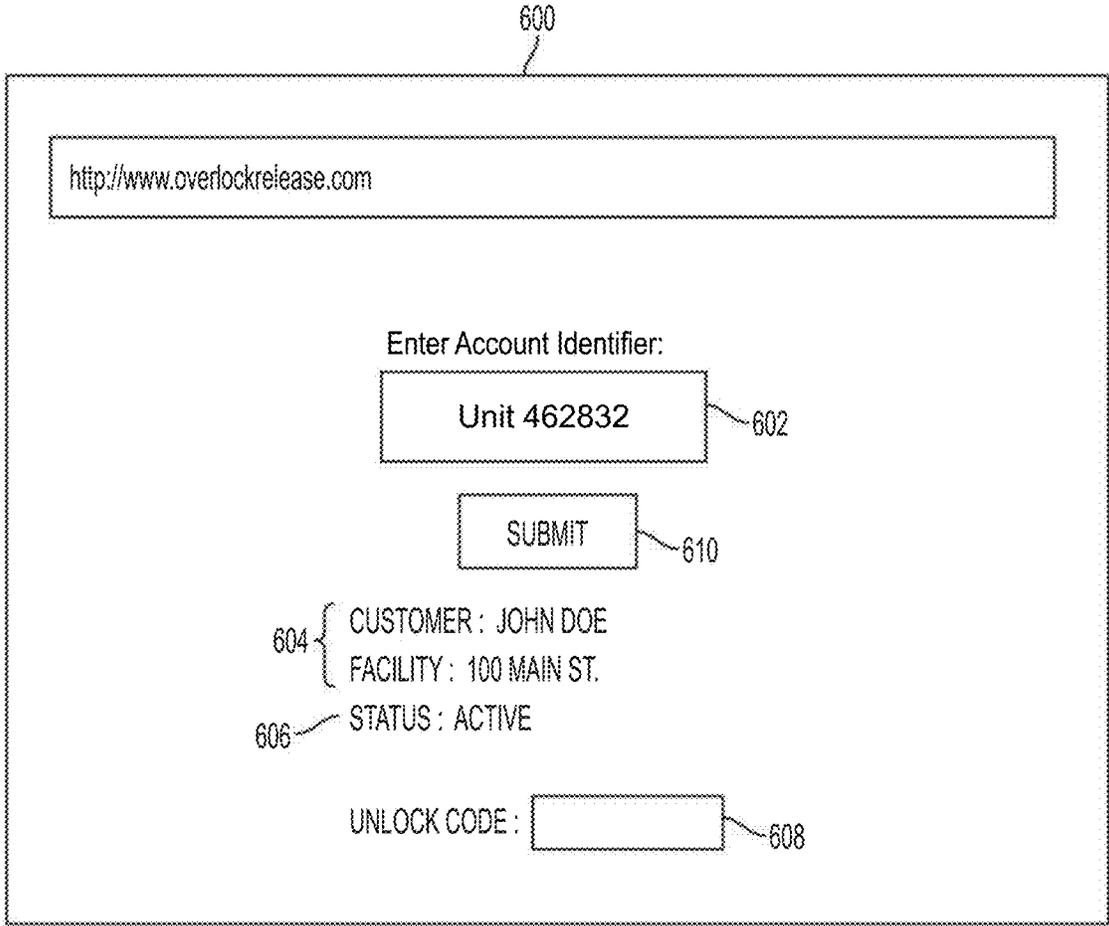 600
http://www.overlockrelease.com
Enter Account Identifier:
Unit 462832
602
SUBMIT
610
604
CUSTOMER : JOHN DOE
FACILITY : 100 MAIN ST.
606
STATUS : ACTIVE
UNLOCK CODE :
608